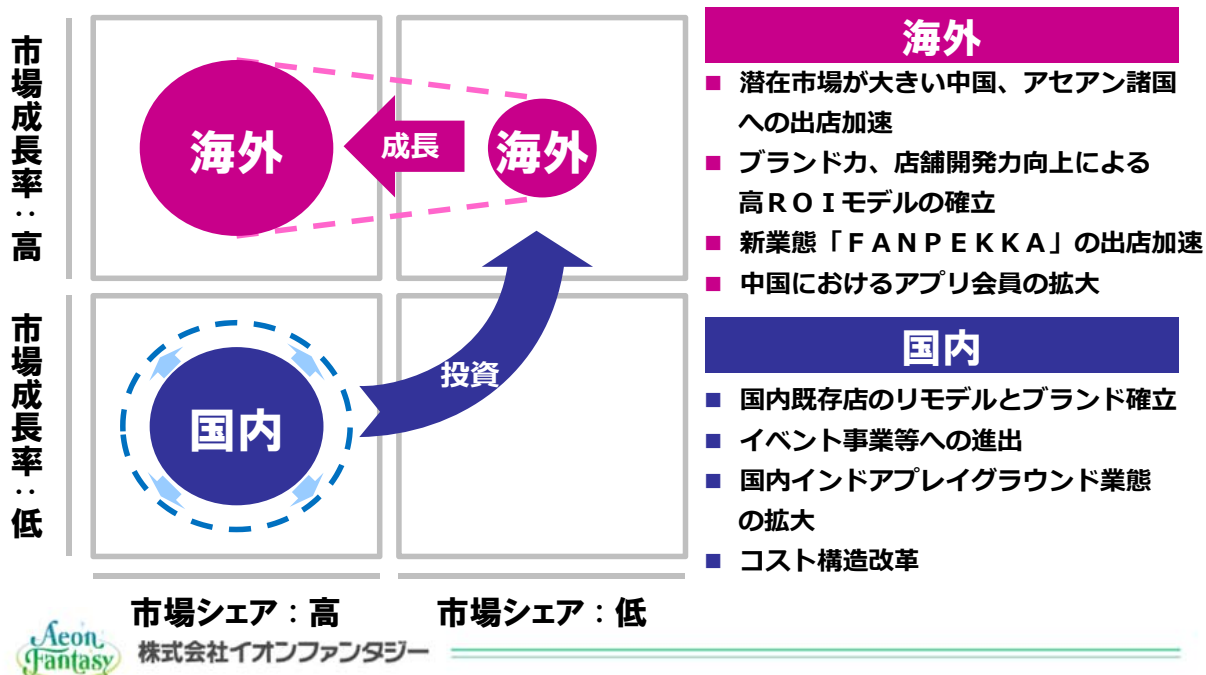 市場成長率：高
海外
成長
海外
市場成長率：低
国内
投資
市場シェア：高
市場シェア：低
海外
■ 潜在市場が大きい中国、アセアン諸国
への出店加速
■ ブランド力、店舗開発力向上による
高ＲＯＩモデルの確立
■ 新業態「ＦＡＮＰＥＫＫＡ」の出店加速
■ 中国におけるアプリ会員の拡大
国内
■ 国内既存店のリモデルとブランド確立
■ イベント事業等への進出
■ 国内インドアプレイグラウンド業態
の拡大
■ コスト構造改革
Aeon
Fantasy
株式会社イオンファンタジー